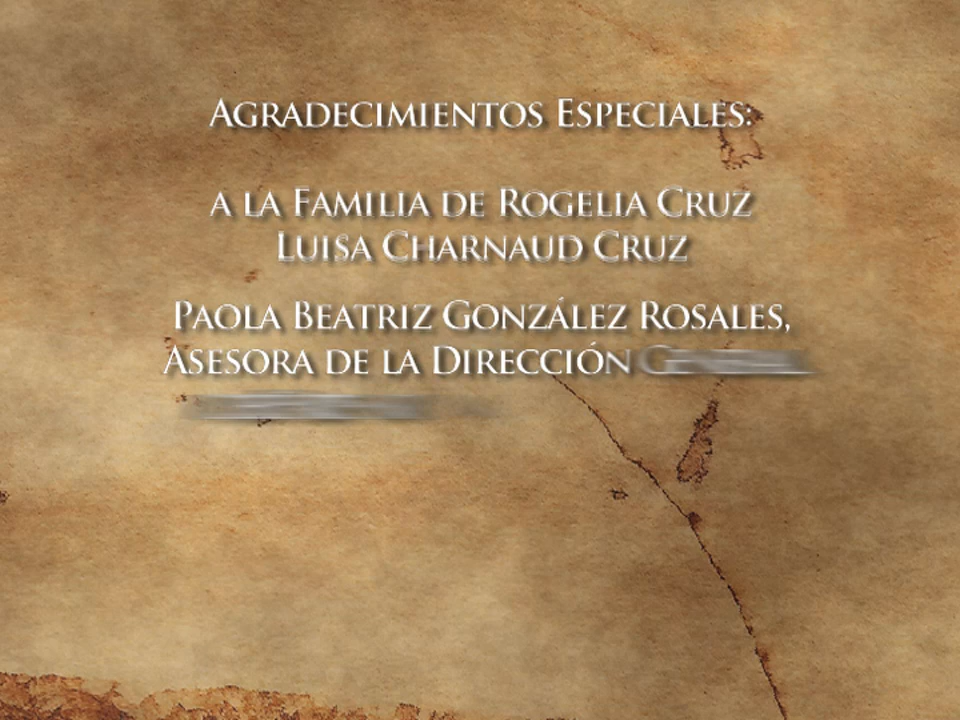 Agradecimientos Especiales:
a la Familia de Rogelia Cruz
Luisa Charnaud Cruz
Paola Beatriz González Rosales,
Asesora de la Dirección